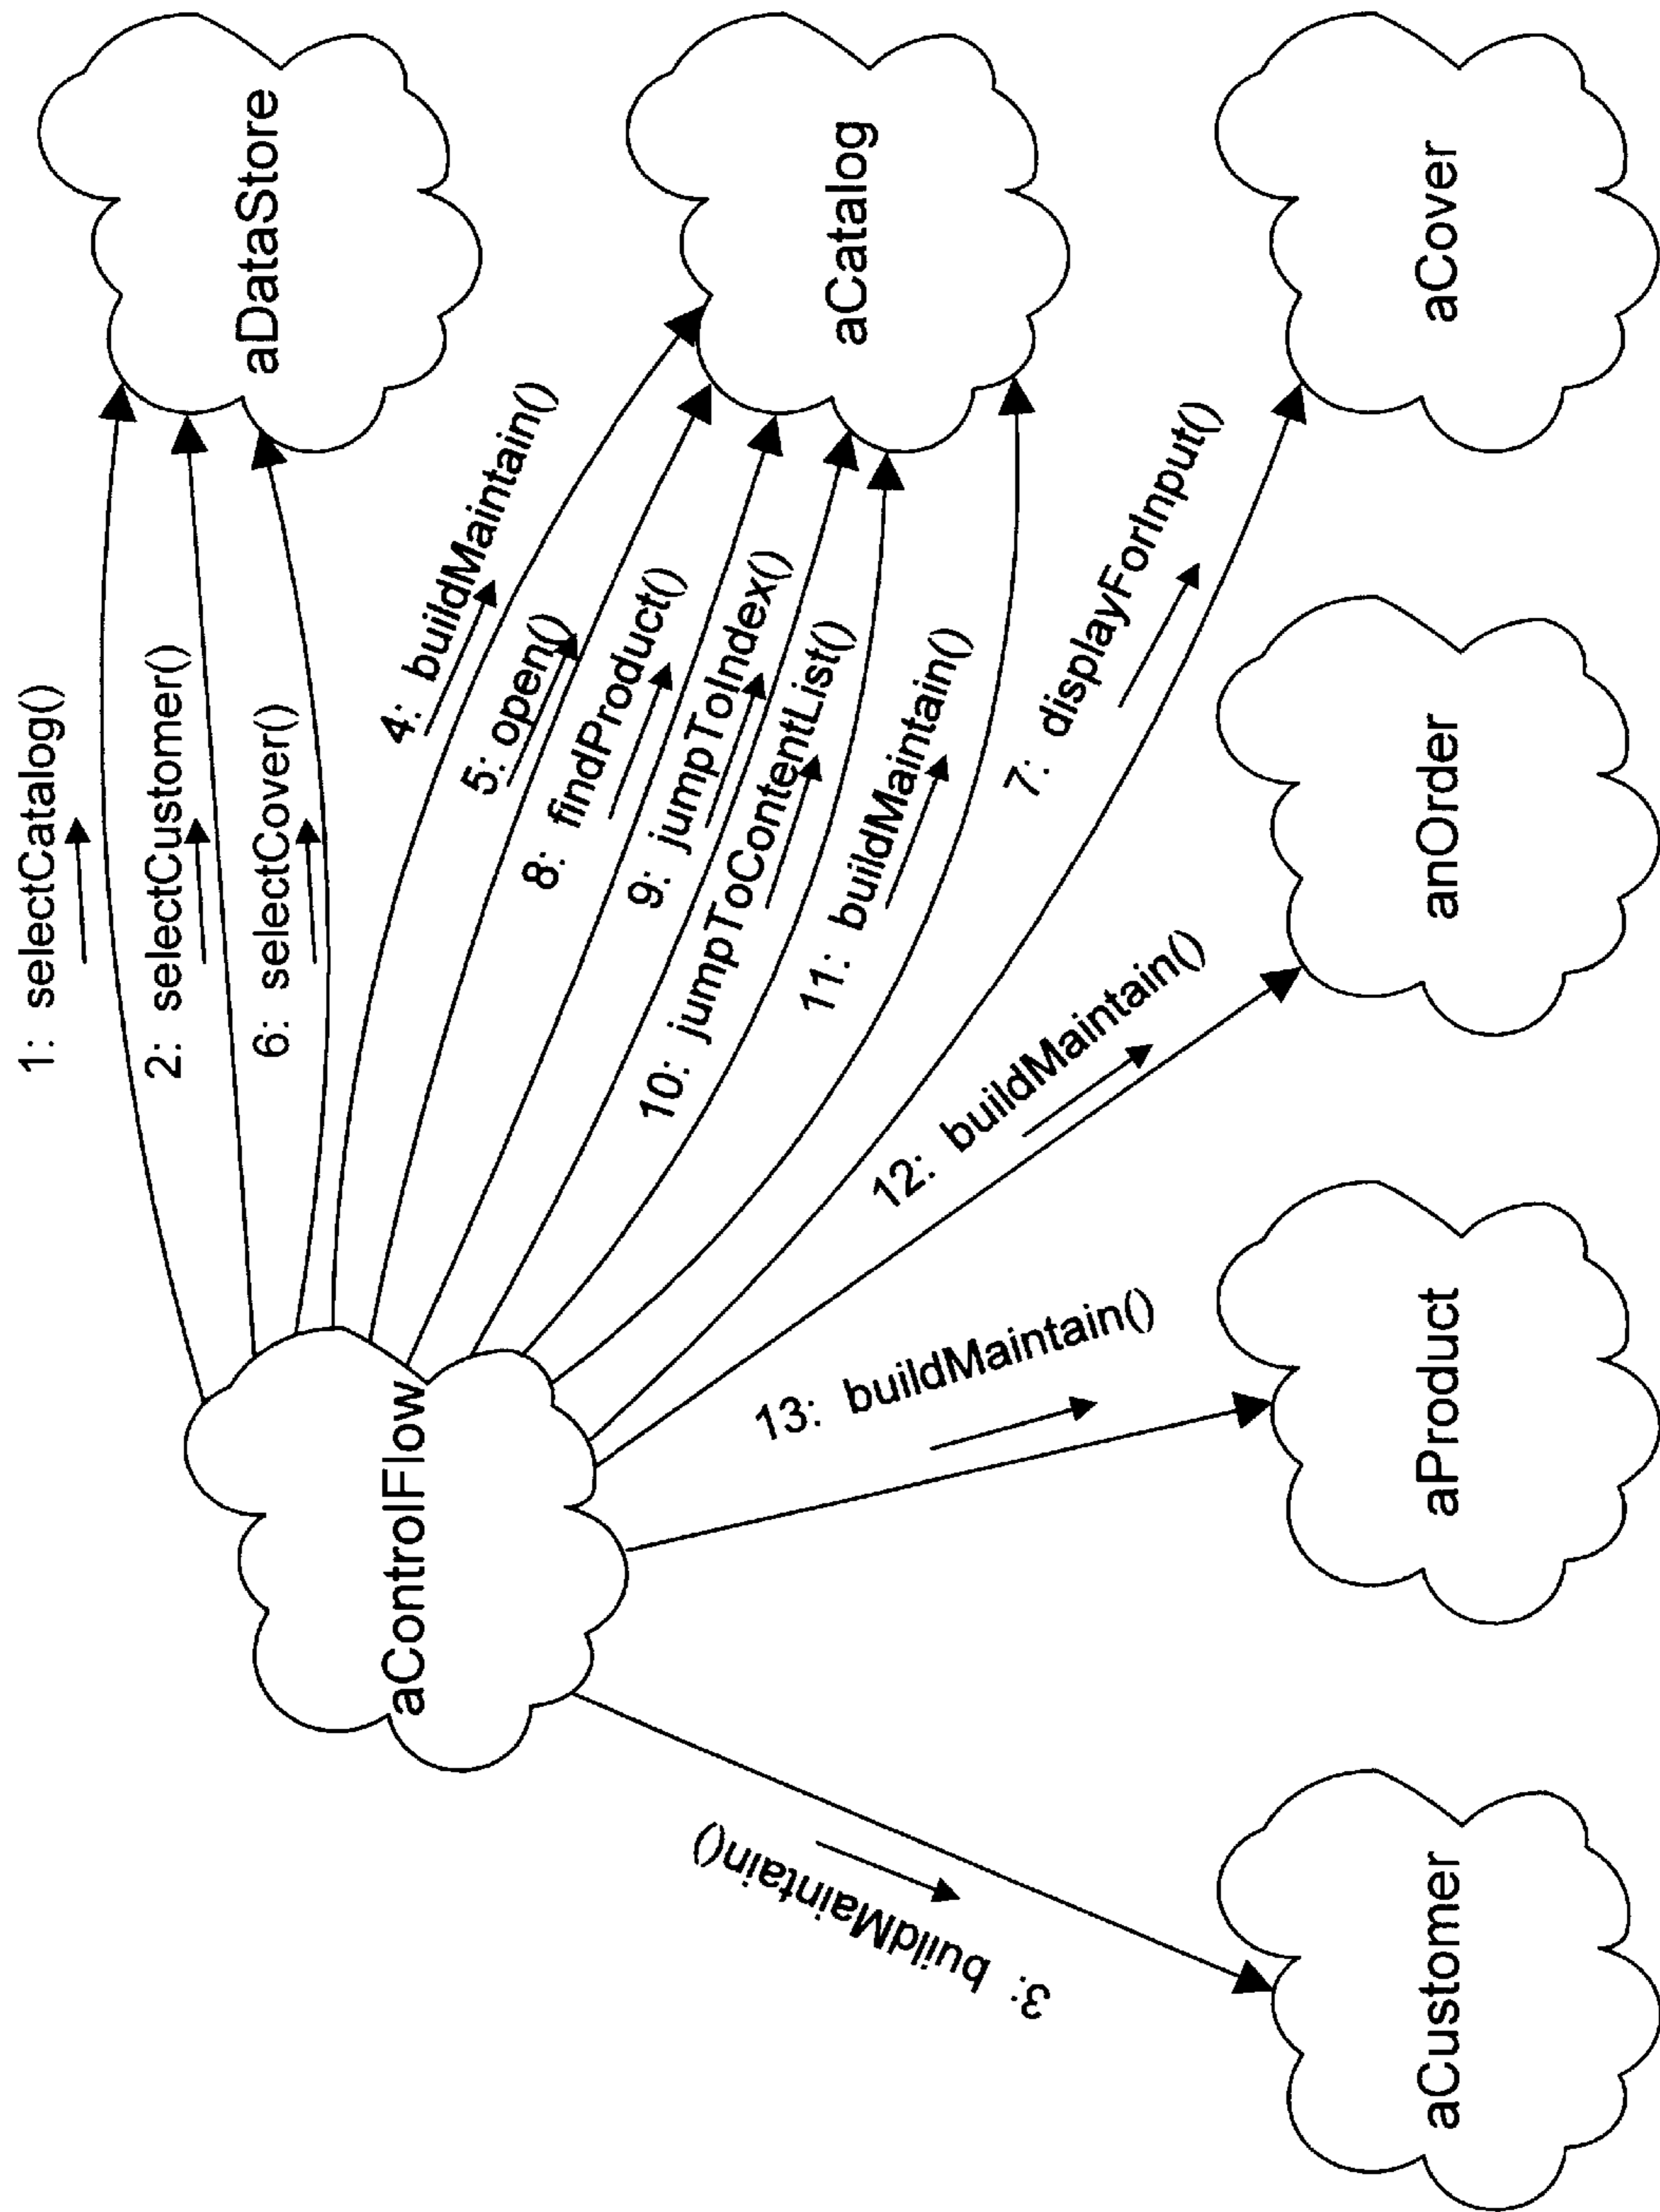 1: selectCatalog()
2: selectCustomer()
6: selectCover()
aDataStore
4: buildMaintain()
5: open()
8: findProduct()
9: jumpToIndex()
10: jumpToContentList()
11: buildMaintain()
aCatalog
aControlFlow
7: displayForInput()
12: buildMaintain()
13: buildMaintain()
3: buildMaintain()
aCustomer
aProduct
anOrder
aCover